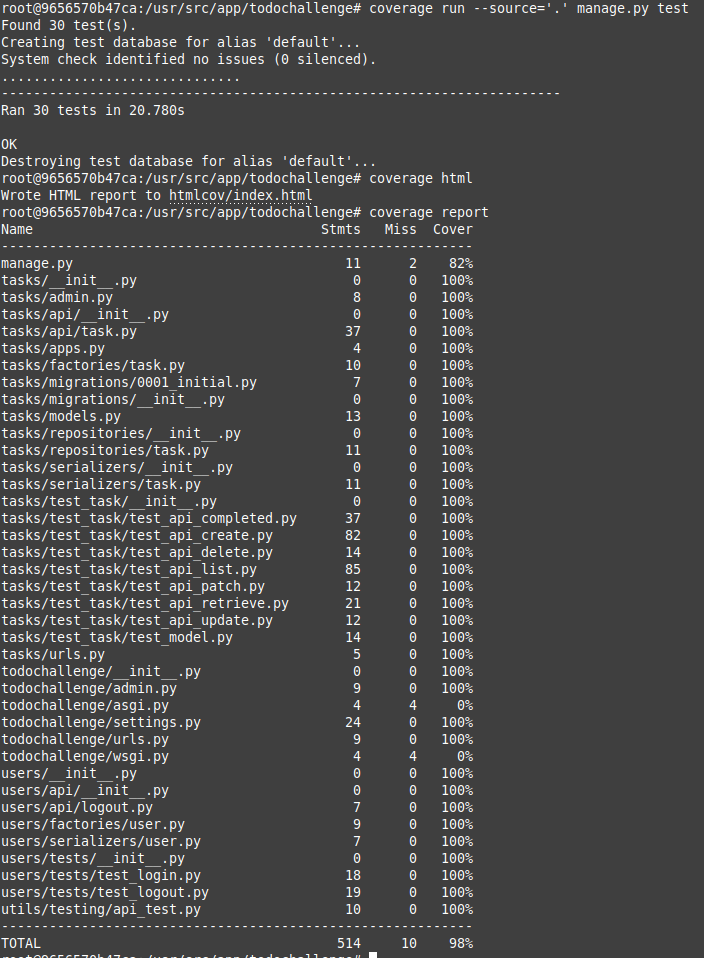 root@9656570b47ca:/usr/src/app/todochallenge# coverage run --source='.' manage.py test
Found 30 test(s).
Creating test database for alias 'default'...
System check identified no issues (0 silenced).
..............................
----------------------------------------------------------------------
Ran 30 tests in 20.780s
OK
Destroying test database for alias 'default'...
root@9656570b47ca:/usr/src/app/todochallenge# coverage html
Wrote HTML report to htmlcov/index.html
root@9656570b47ca:/usr/src/app/todochallenge# coverage report
Name                                    Stmts   Miss  Cover
-----------------------------------------------------------
manage.py                                  11      2    82%
tasks/__init__.py                           0      0   100%
tasks/admin.py                              8      0   100%
tasks/api/__init__.py                       0      0   100%
tasks/api/task.py                          37      0   100%
tasks/apps.py                               4      0   100%
tasks/factories/task.py                    10      0   100%
tasks/migrations/0001_initial.py            7      0   100%
tasks/migrations/__init__.py                0      0   100%
tasks/models.py                            13      0   100%
tasks/repositories/__init__.py              0      0   100%
tasks/repositories/task.py                 11      0   100%
tasks/serializers/__init__.py               0      0   100%
tasks/serializers/task.py                  11      0   100%
tasks/test_task/__init__.py                 0      0   100%
tasks/test_task/test_api_completed.py      37      0   100%
tasks/test_task/test_api_create.py         82      0   100%
tasks/test_task/test_api_delete.py         14      0   100%
tasks/test_task/test_api_list.py           85      0   100%
tasks/test_task/test_api_patch.py          12      0   100%
tasks/test_task/test_api_retrieve.py       21      0   100%
tasks/test_task/test_api_update.py         12      0   100%
tasks/test_task/test_model.py              14      0   100%
tasks/urls.py                               5      0   100%
todochallenge/__init__.py                   0      0   100%
todochallenge/admin.py                      9      0   100%
todochallenge/asgi.py                       4      4     0%
todochallenge/settings.py                  24      0   100%
todochallenge/urls.py                       9      0   100%
todochallenge/wsgi.py                       4      4     0%
users/__init__.py                           0      0   100%
users/api/__init__.py                       0      0   100%
users/api/logout.py                         7      0   100%
users/factories/user.py                     9      0   100%
users/serializers/user.py                   7      0   100%
users/tests/__init__.py                     0      0   100%
users/tests/test_login.py                  18      0   100%
users/tests/test_logout.py                 19      0   100%
utils/testing/api_test.py                  10      0   100%
-----------------------------------------------------------
TOTAL                                     514     10    98%
root@9656570b47ca:/usr/src/app/todochallenge#